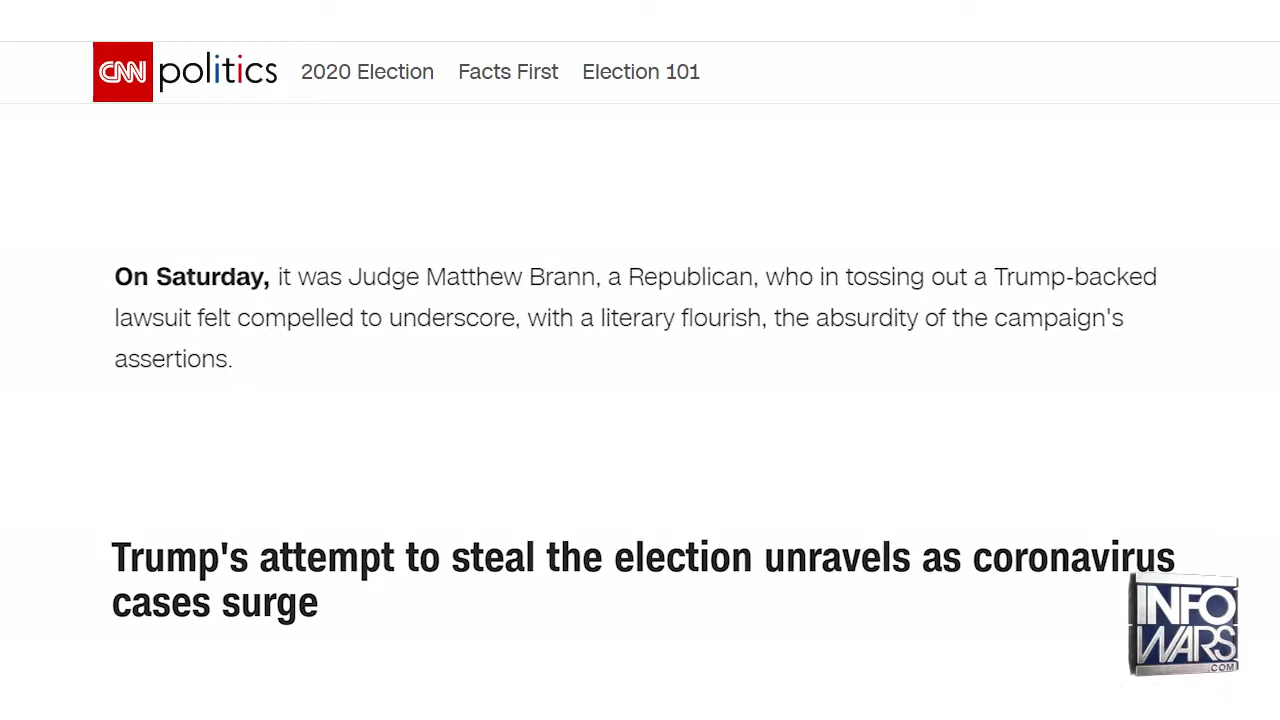 CNN politics 2020 Election Facts First Election 101
On Saturday, it was Judge Matthew Brann, a Republican, who in tossing out a Trump-backed
lawsuit felt compelled to underscore, with a literary flourish, the absurdity of the campaign's
assertions.
Trump's attempt to steal the election unravels as coronavirus
cases surge
INFO
WARS
.COM